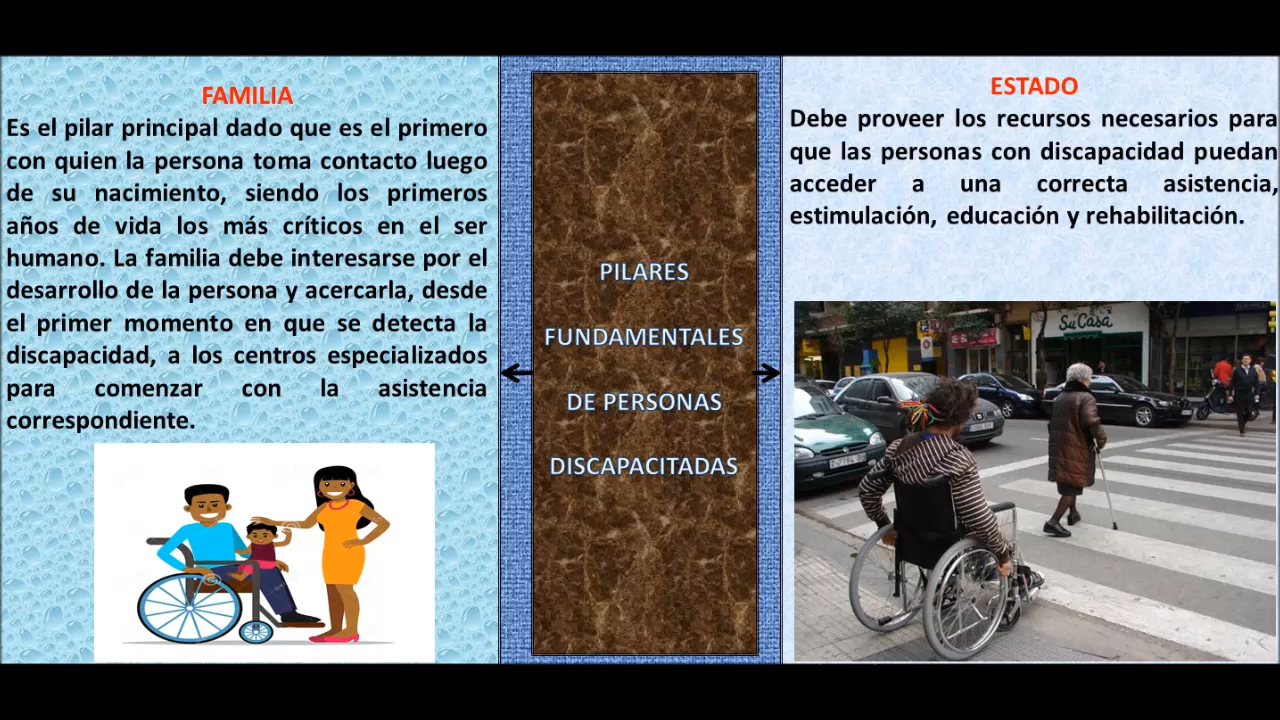 FAMILIA
Es el pilar principal dado que es el primero
con quien la persona toma contacto luego
de su nacimiento, siendo los primeros
años de vida los más críticos en el ser
humano. La familia debe interesarse por el
desarrollo de la persona y acercarla, desde
el primer momento en que se detecta la
discapacidad, a los centros especializados
para comenzar con la asistencia
correspondiente.
PILARES
FUNDAMENTALES
DE PERSONAS
DISCAPACITADAS
ESTADO
Debe proveer los recursos necesarios para
que las personas con discapacidad puedan
acceder a una correcta asistencia,
estimulación, educación y rehabilitación.
Su Casa